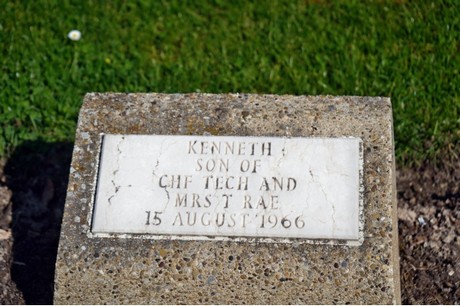 KENNETH
SON OF
CHF TECH AND
MRS T RAE
15 AUGUST 1966